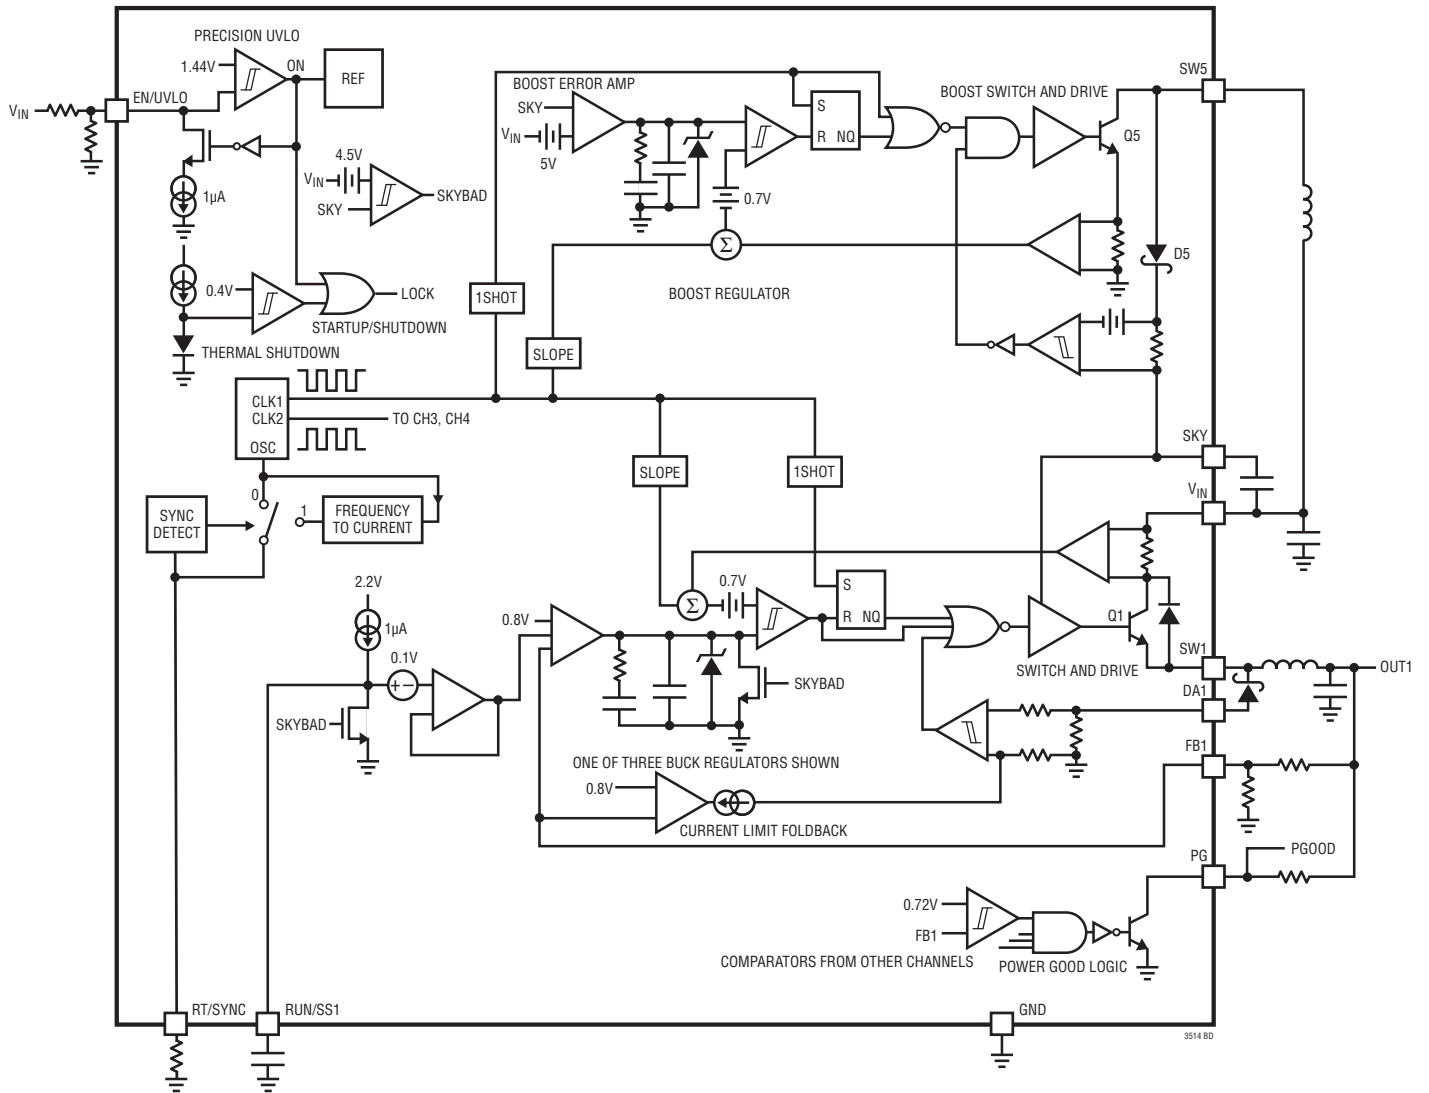 PRECISION UVLO
1.44V
ON
REF
EN/UVLO
VIN
1µA
4.5V
VIN
SKY
SKYBAD
0.4V
LOCK
STARTUP/SHUTDOWN
THERMAL SHUTDOWN
BOOST ERROR AMP
SKY
VIN
5V
S
R NQ
0.7V
Σ
BOOST SWITCH AND DRIVE
Q5
SW5
D5
1SHOT
BOOST REGULATOR
SLOPE
CLK1
CLK2
OSC
TO CH3, CH4
SLOPE
1SHOT
SKY
VIN
0
1
SYNC
DETECT
FREQUENCY
TO CURRENT
2.2V
1µA
0.1V
+ −
SKYBAD
0.8V
Σ
0.7V
S
R NQ
SKYBAD
Q1
SWITCH AND DRIVE
SW1
OUT1
DA1
FB1
ONE OF THREE BUCK REGULATORS SHOWN
0.8V
CURRENT LIMIT FOLDBACK
PG
PGOOD
0.72V
FB1
COMPARATORS FROM OTHER CHANNELS
POWER GOOD LOGIC
RT/SYNC
RUN/SS1
GND
3514 BD